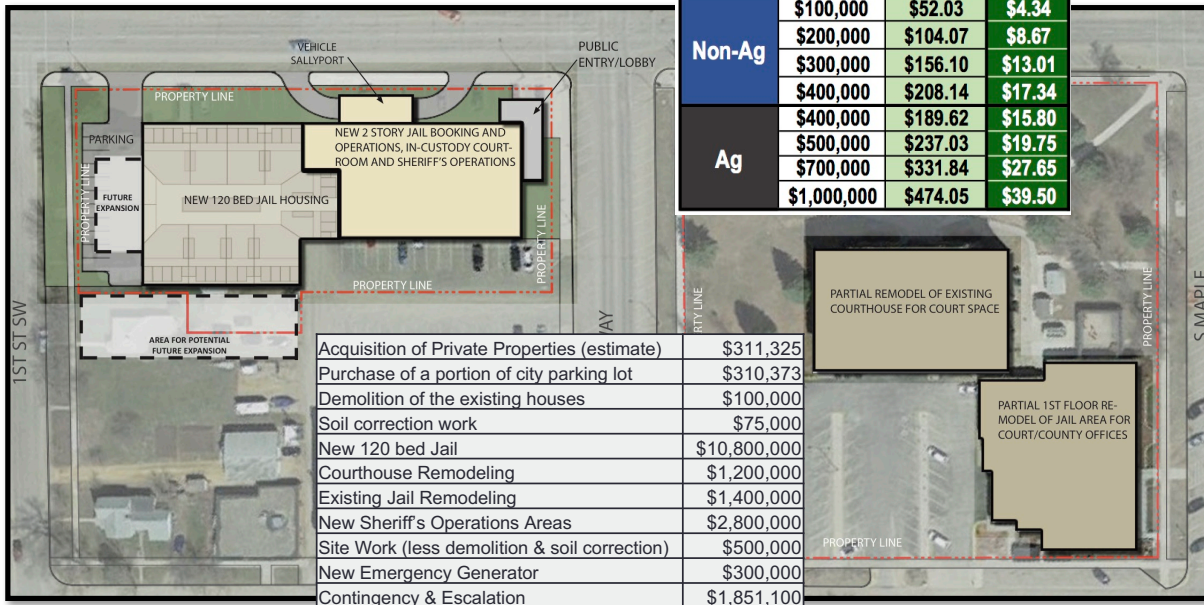 $100,000 $52.03 $4.34
Non-Ag
$200,000 $104.07 $8.67
$300,000 $156.10 $13.01
$400,000 $208.14 $17.34
Ag
$400,000 $189.62 $15.80
$500,000 $237.03 $19.75
$700,000 $331.84 $27.65
$1,000,000 $474.05 $39.50
VEHICLE
SALLYPORT
PUBLIC
ENTRY/LOBBY
PROPERTY LINE
PARKING
NEW 2 STORY JAIL BOOKING AND
OPERATIONS, IN-CUSTODY COURT-
ROOM AND SHERIFF'S OPERATIONS
PROPERTY LINE
FUTURE
EXPANSION
NEW 120 BED JAIL HOUSING
PROPERTY LINE
PROPERTY LINE
1ST ST SW
AREA FOR POTENTIAL
FUTURE EXPANSION
PARTIAL REMODEL OF EXISTING
COURTHOUSE FOR COURT SPACE
PROPERTY LINE
PARTIAL 1ST FLOOR RE-
MODEL OF JAIL AREA FOR
COURT/COUNTY OFFICES
PROPERTY LINE
Acquisition of Private Properties (estimate) $311,325
Purchase of a portion of city parking lot $310,373
Demolition of the existing houses $100,000
Soil correction work $75,000
New 120 bed Jail $10,800,000
Courthouse Remodeling $1,200,000
Existing Jail Remodeling $1,400,000
New Sheriff's Operations Areas $2,800,000
Site Work (less demolition & soil correction) $500,000
New Emergency Generator $300,000
Contingency & Escalation $1,851,100